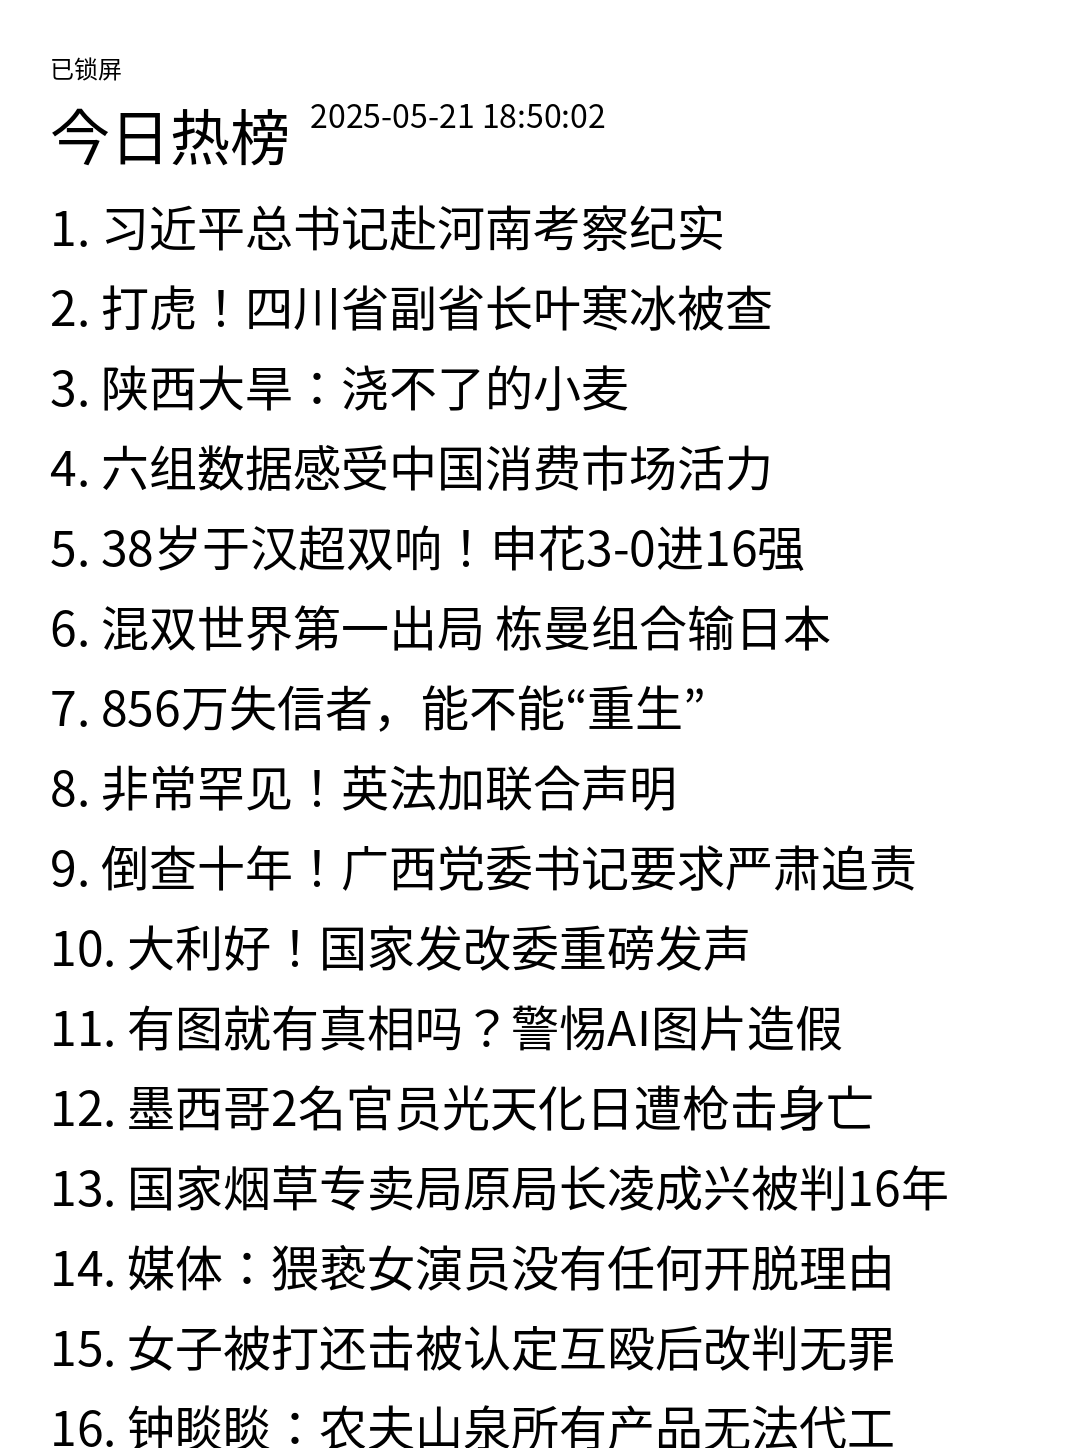 已锁屏
今日热榜 2025-05-21 18:50:02
1. 习近平总书记赴河南考察纪实
2. 打虎！四川省副省长叶寒冰被查
3. 陕西大旱：浇不了的小麦
4. 六组数据感受中国消费市场活力
5. 38岁于汉超双响！申花3-0进16强
6. 混双世界第一出局 栋曼组合输日本
7. 856万失信者，能不能“重生”
8. 非常罕见！英法加联合声明
9. 倒查十年！广西党委书记要求严肃追责
10. 大利好！国家发改委重磅发声
11. 有图就有真相吗？警惕AI图片造假
12. 墨西哥2名官员光天化日遭枪击身亡
13. 国家烟草专卖局原局长凌成兴被判16年
14. 媒体：猥亵女演员没有任何开脱理由
15. 女子被打还击被认定互殴后改判无罪
16. 钟睒睒：农夫山泉所有产品无法代工